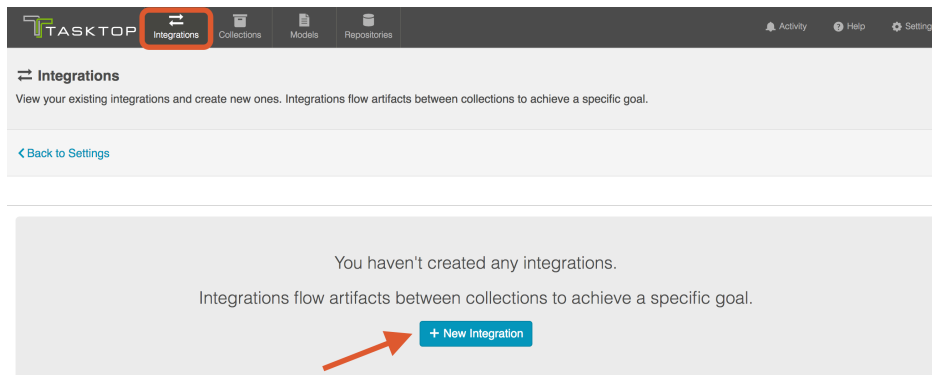 TASKTOP
Integrations
Collections
Models
Repositories
Activity
Help
Setting
Integrations
View your existing integrations and create new ones. Integrations flow artifacts between collections to achieve a specific goal.
Back to Settings
You haven't created any integrations.
Integrations flow artifacts between collections to achieve a specific goal.
+ New Integration